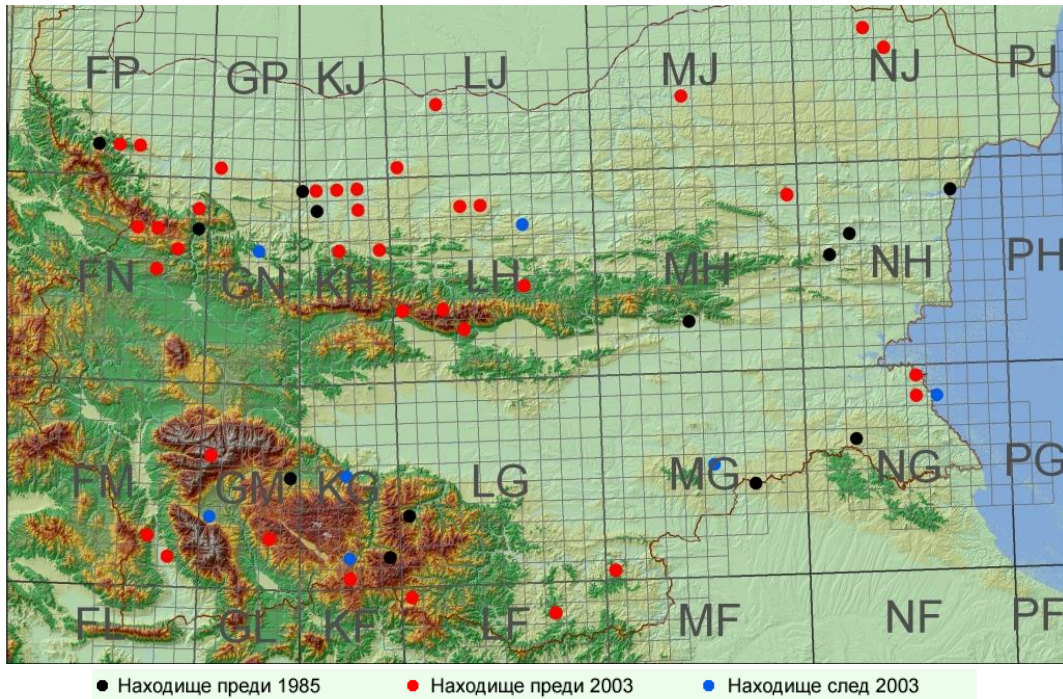 FP GP KJ LJ MJ NJ PJ
FN GN KH LH MH NH PH
FM GM KG LG MG NG PG
FL GL KF LF MF NF PF
Находище преди 1985 Находище преди 2003 Находище след 2003